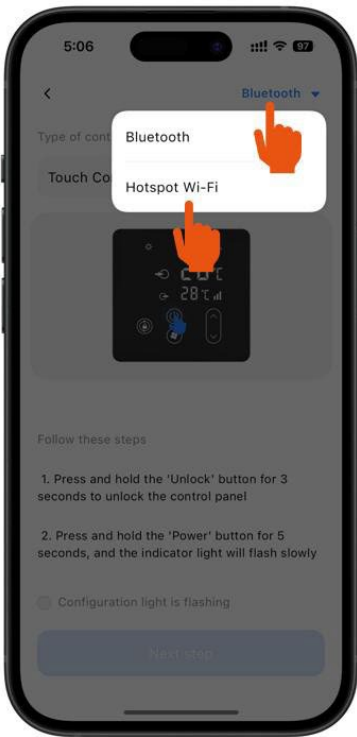 5:06
97
Bluetooth
Type of cont
Bluetooth
Touch Co
Hotspot Wi-Fi
28℃
Follow these steps
1. Press and hold the 'Unlock' button for 3
seconds to unlock the control panel
2. Press and hold the 'Power' button for 5
seconds, and the indicator light will flash slowly
Configuration light is flashing
Next step